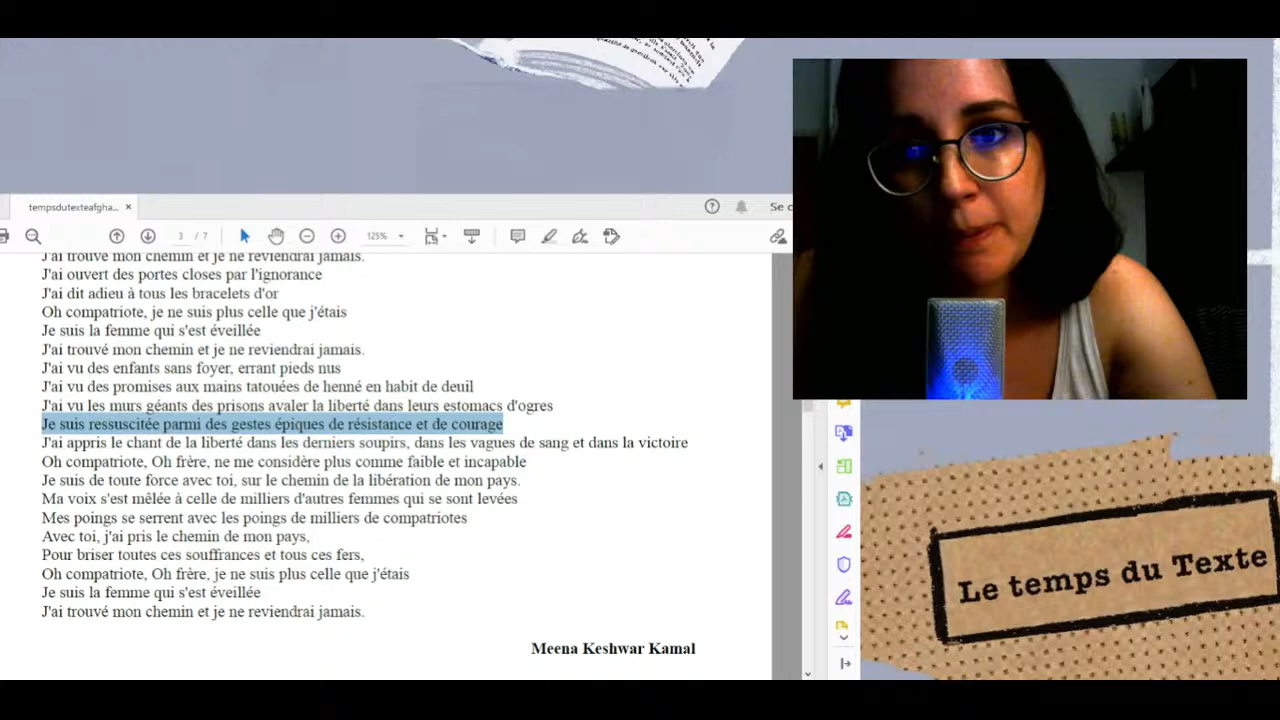 tempsdutexteafgha...
Se c
3 / 7
125%
J'ai trouvé mon chemin et je ne reviendrai jamais.
J'ai ouvert des portes closes par l'ignorance
J'ai dit adieu à tous les bracelets d'or
Oh compatriote, je ne suis plus celle que j'étais
Je suis la femme qui s'est éveillée
J'ai trouvé mon chemin et je ne reviendrai jamais.
J'ai vu des enfants sans foyer, errant pieds nus
J'ai vu des promises aux mains tatouées de henné en habit de deuil
J'ai vu les murs géants des prisons avaler la liberté dans leurs estomacs d'ogres
Je suis ressuscitée parmi des gestes épiques de résistance et de courage
J'ai appris le chant de la liberté dans les derniers soupirs, dans les vagues de sang et dans la victoire
Oh compatriote, Oh frère, ne me considère plus comme faible et incapable
Je suis de toute force avec toi, sur le chemin de la libération de mon pays.
Ma voix s'est mêlée à celle de milliers d'autres femmes qui se sont levées
Mes poings se serrent avec les poings de milliers de compatriotes
Avec toi, j'ai pris le chemin de mon pays,
Pour briser toutes ces souffrances et tous ces fers,
Oh compatriote, Oh frère, je ne suis plus celle que j'étais
Je suis la femme qui s'est éveillée
J'ai trouvé mon chemin et je ne reviendrai jamais.
Meena Keshwar Kamal
Le temps du Texte